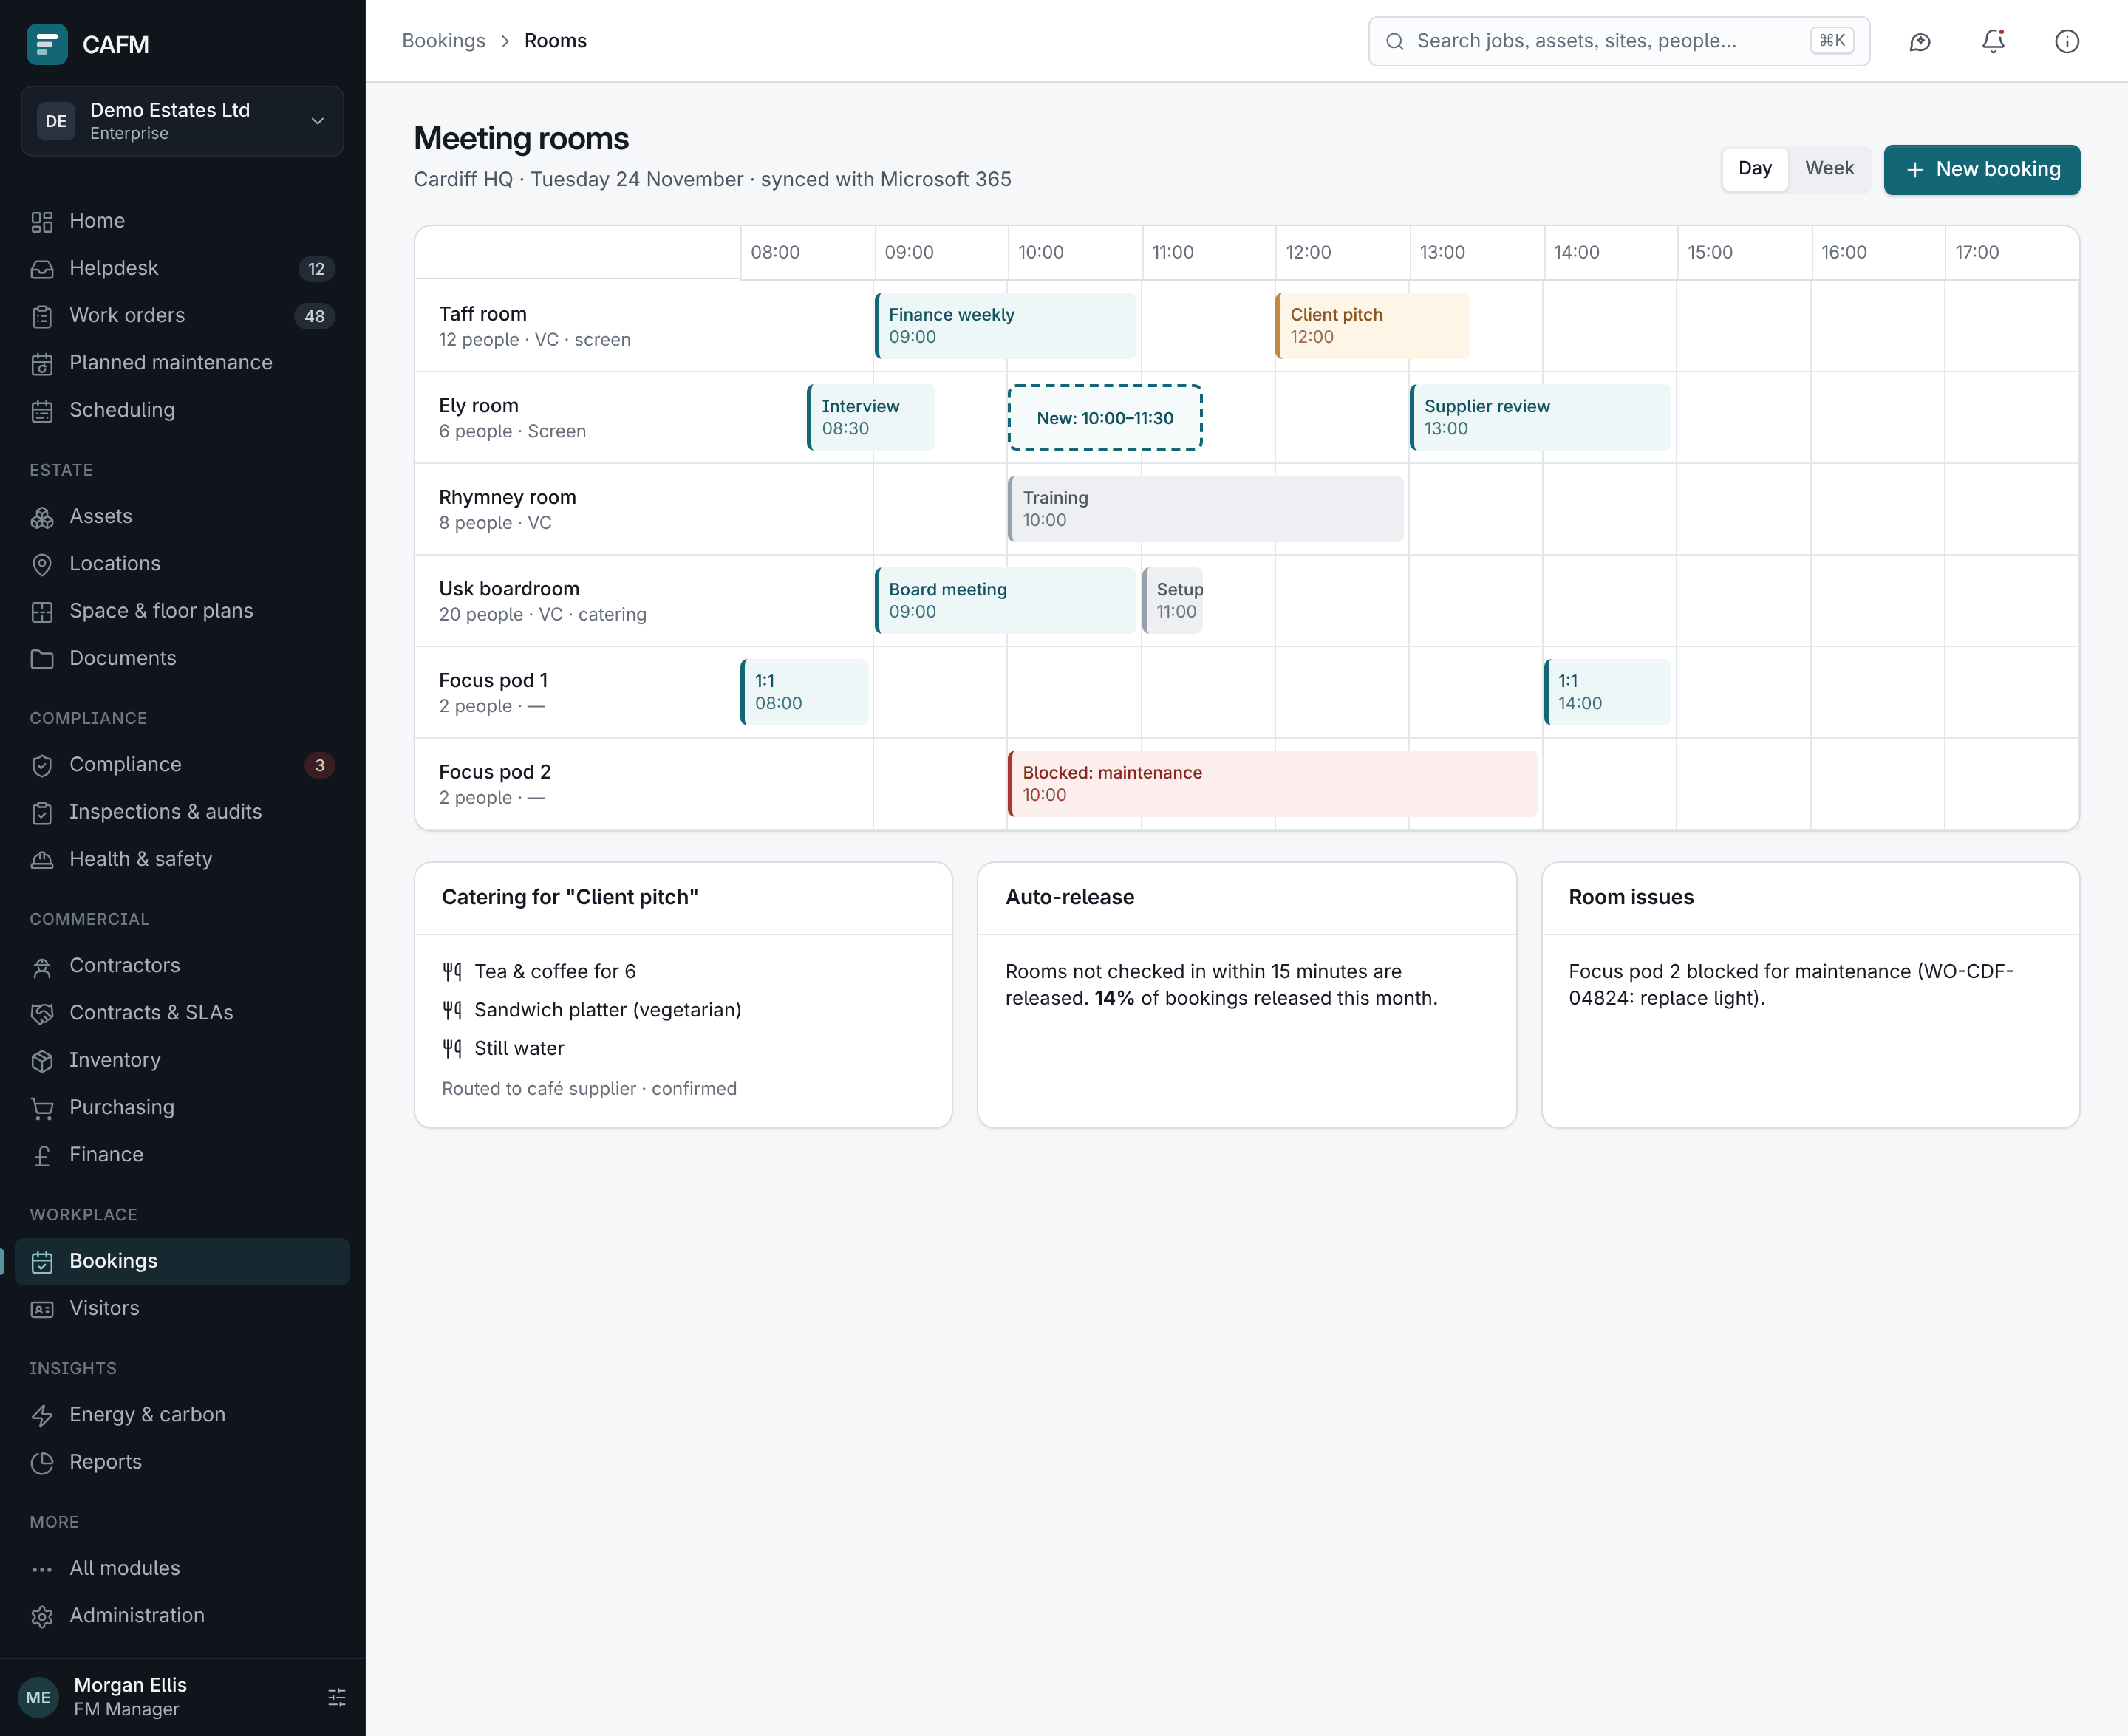 CAFM
DE
Demo Estates Ltd
Enterprise
Home
Helpdesk 12
Work orders 48
Planned maintenance
Scheduling
ESTATE
Assets
Locations
Space & floor plans
Documents
COMPLIANCE
Compliance 3
Inspections & audits
Health & safety
COMMERCIAL
Contractors
Contracts & SLAs
Inventory
Purchasing
Finance
WORKPLACE
Bookings
Visitors
INSIGHTS
Energy & carbon
Reports
MORE
All modules
Administration
ME
Morgan Ellis
FM Manager
Bookings > Rooms
Search jobs, assets, sites, people... ⌘K
Meeting rooms
Cardiff HQ · Tuesday 24 November · synced with Microsoft 365
Day Week
+ New booking
08:00 09:00 10:00 11:00 12:00 13:00 14:00 15:00 16:00 17:00
Taff room
12 people · VC · screen
Finance weekly
09:00
Client pitch
12:00
Ely room
6 people · Screen
Interview
08:30
New: 10:00–11:30
Supplier review
13:00
Rhymney room
8 people · VC
Training
10:00
Usk boardroom
20 people · VC · catering
Board meeting
09:00
Setup
11:00
Focus pod 1
2 people · —
1:1
08:00
1:1
14:00
Focus pod 2
2 people · —
Blocked: maintenance
10:00
Catering for "Client pitch"
Tea & coffee for 6
Sandwich platter (vegetarian)
Still water
Routed to café supplier · confirmed
Auto-release
Rooms not checked in within 15 minutes are
released. 14% of bookings released this month.
Room issues
Focus pod 2 blocked for maintenance (WO-CDF-
04824: replace light).